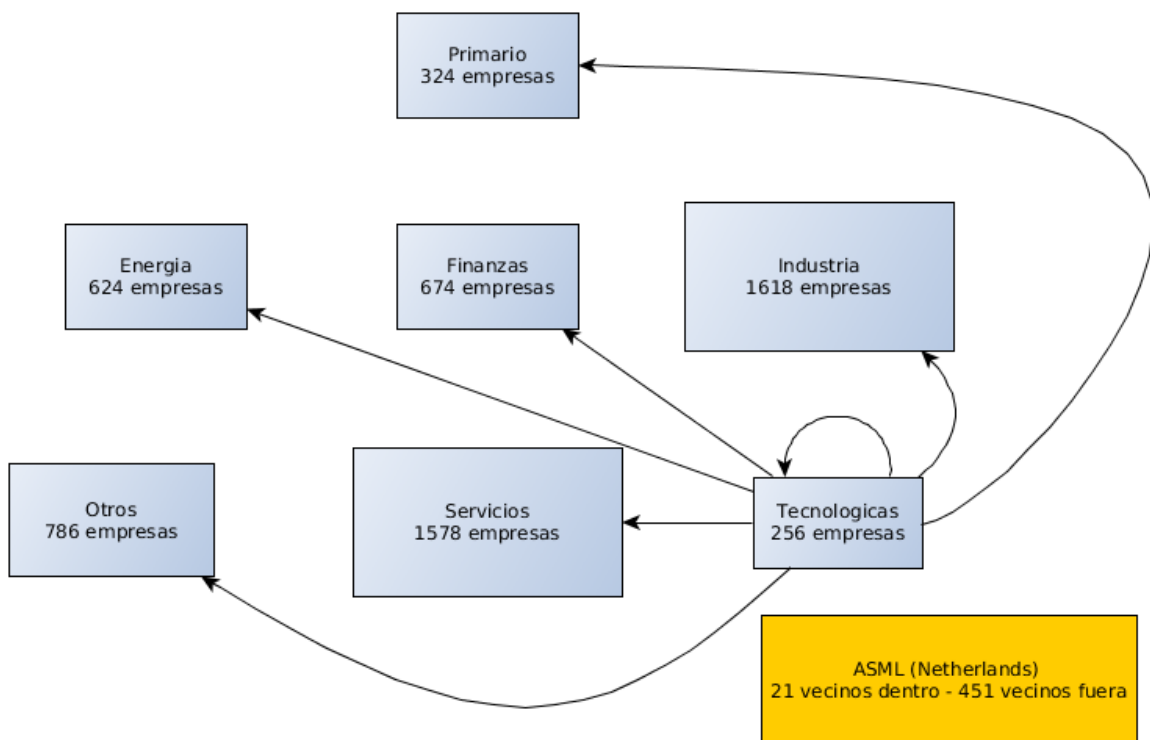 Primario
324 empresas
Energia
624 empresas
Finanzas
674 empresas
Industria
1618 empresas
Otros
786 empresas
Servicios
1578 empresas
Tecnologicas
256 empresas
ASML (Netherlands)
21 vecinos dentro - 451 vecinos fuera